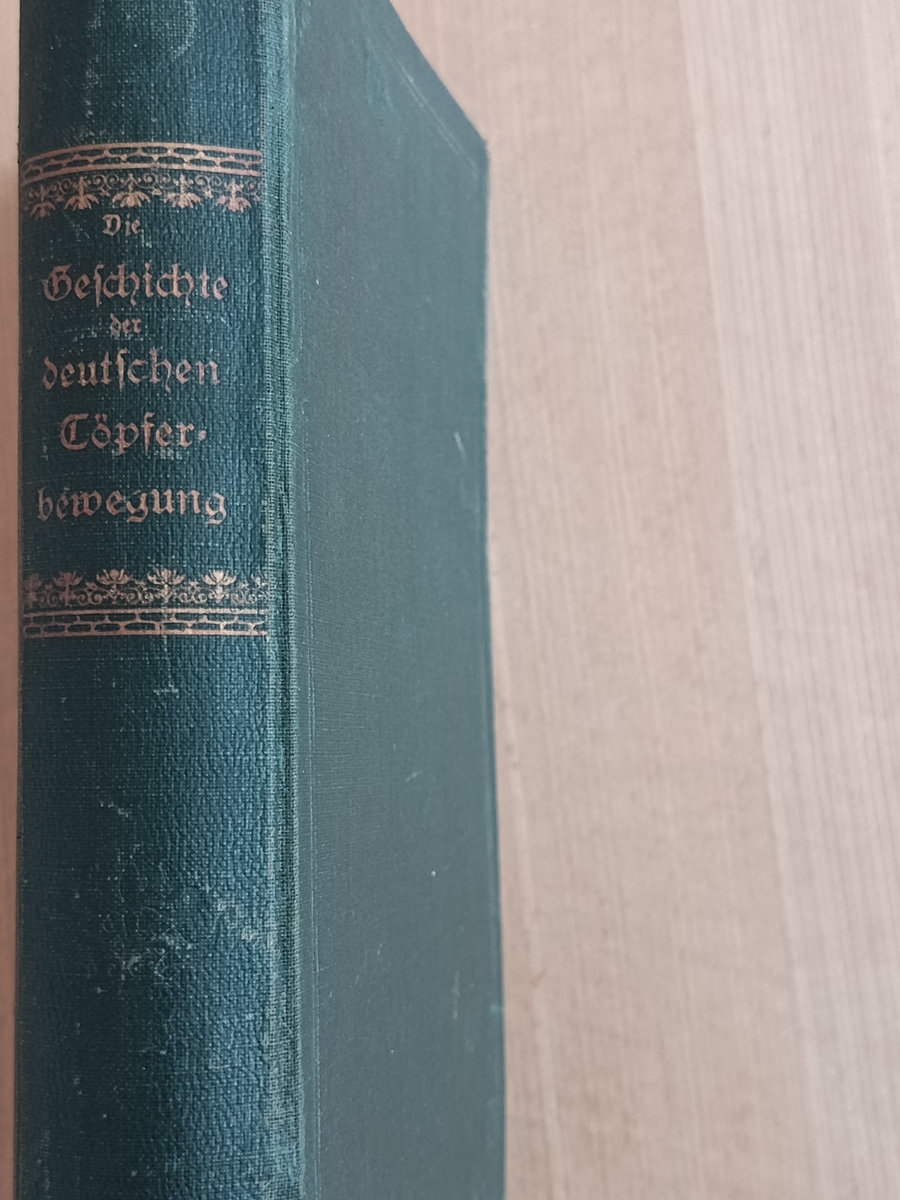 Die
Geſchichte
der
deutſchen
Töpfer-
bewegung